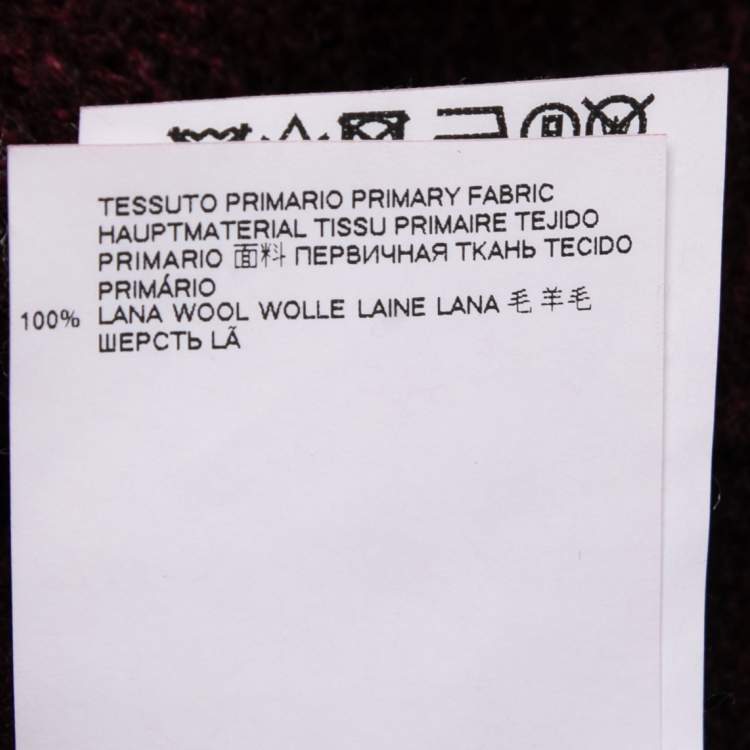 TESSUTO PRIMARIO PRIMARY FABRIC
HAUPTMATERIAL TISSU PRIMAIRE TEJIDO
PRIMARIO 面料 ПЕРВИЧНАЯ ТКАНЬ TECIDO
PRIMÁRIO
100% LANA WOOL WOLLE LAINE LANA 毛 羊毛
ШЕРСТЬ LÃ